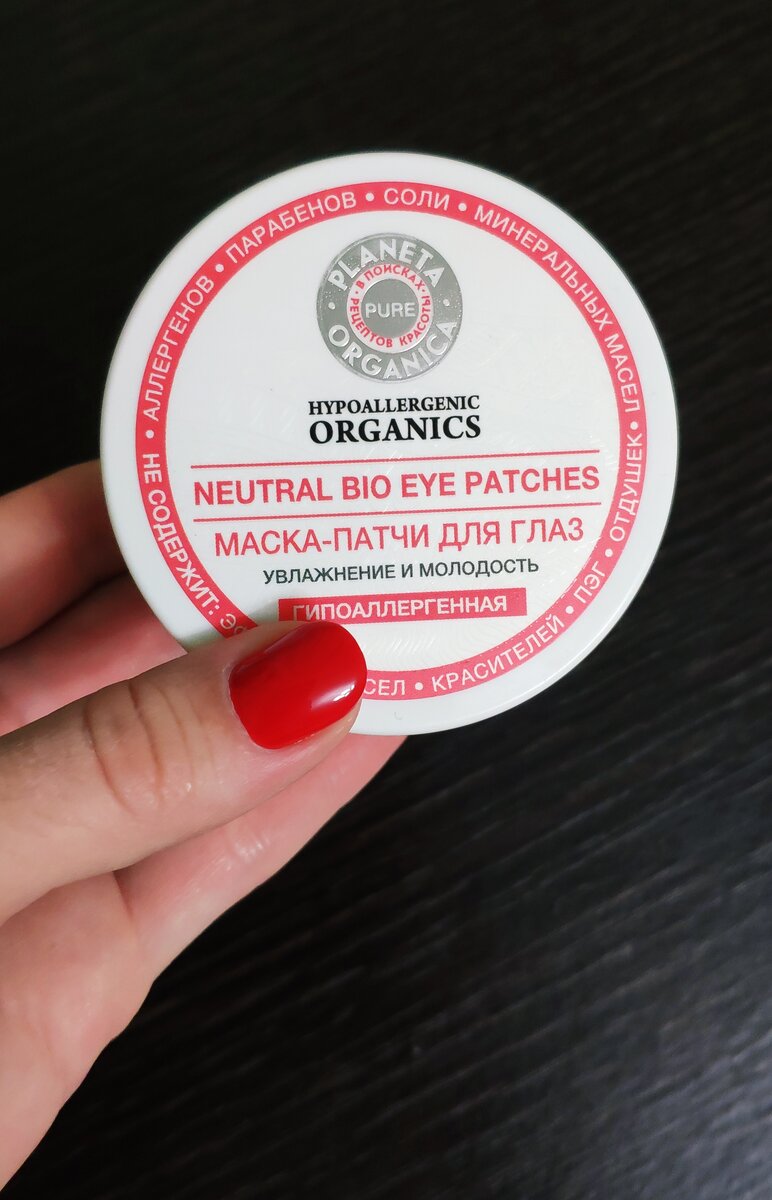 PLANETA ORGANICA
В ПОИСКАХ РЕЦЕПТОВ КРАСОТЫ
PURE
HYPOALLERGENIC
ORGANICS
NEUTRAL BIO EYE PATCHES
МАСКА-ПАТЧИ ДЛЯ ГЛАЗ
УВЛАЖНЕНИЕ И МОЛОДОСТЬ
ГИПОАЛЛЕРГЕННАЯ
НЕ СОДЕРЖИТ:
• АЛЛЕРГЕНОВ • ПАРАБЕНОВ • СОЛИ • МИНЕРАЛЬНЫХ МАСЕЛ • ОТДУШЕК • ПЭГ • КРАСИТЕЛЕЙ •